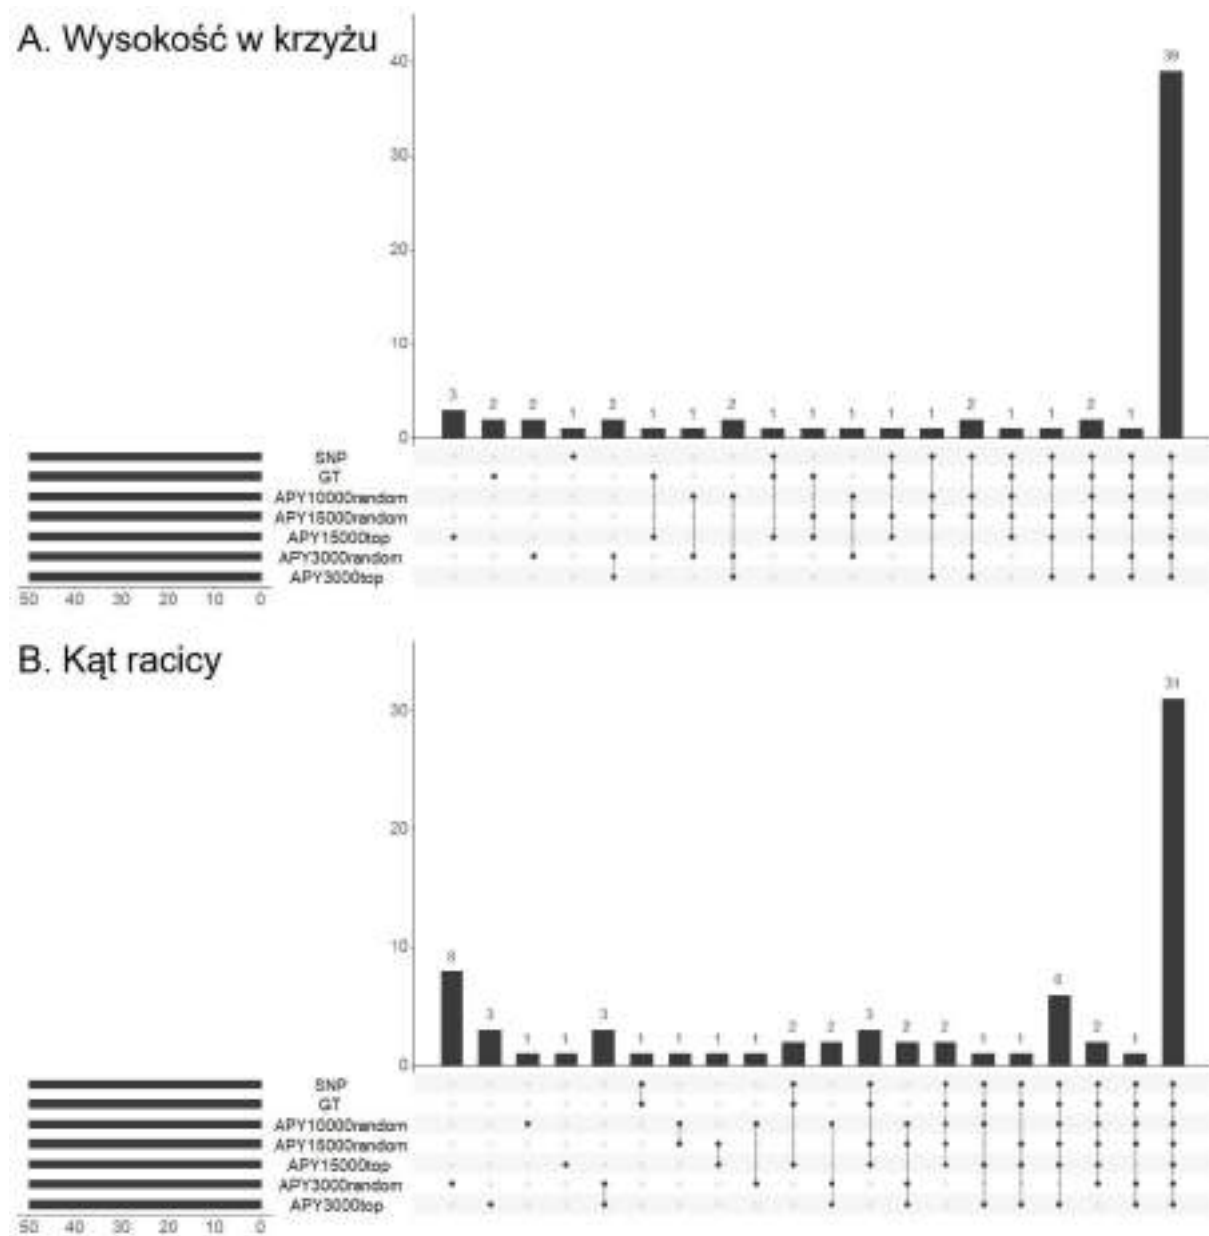 A. Wysokość w krzyżu
40
30
20
10
0
39
3 2 2 1 2 1 1 2 1 1 1 1 1 2 1 1 2 1
SNP
GT
APY10000random
APY15000random
APY15000top
APY3000random
APY3000top
50 40 30 20 10 0
B. Kąt racicy
30
20
10
0
31
8 3 1 1 3 1 1 1 1 2 2 3 2 2 1 1 6 2 1
SNP
GT
APY10000random
APY15000random
APY15000top
APY3000random
APY3000top
50 40 30 20 10 0